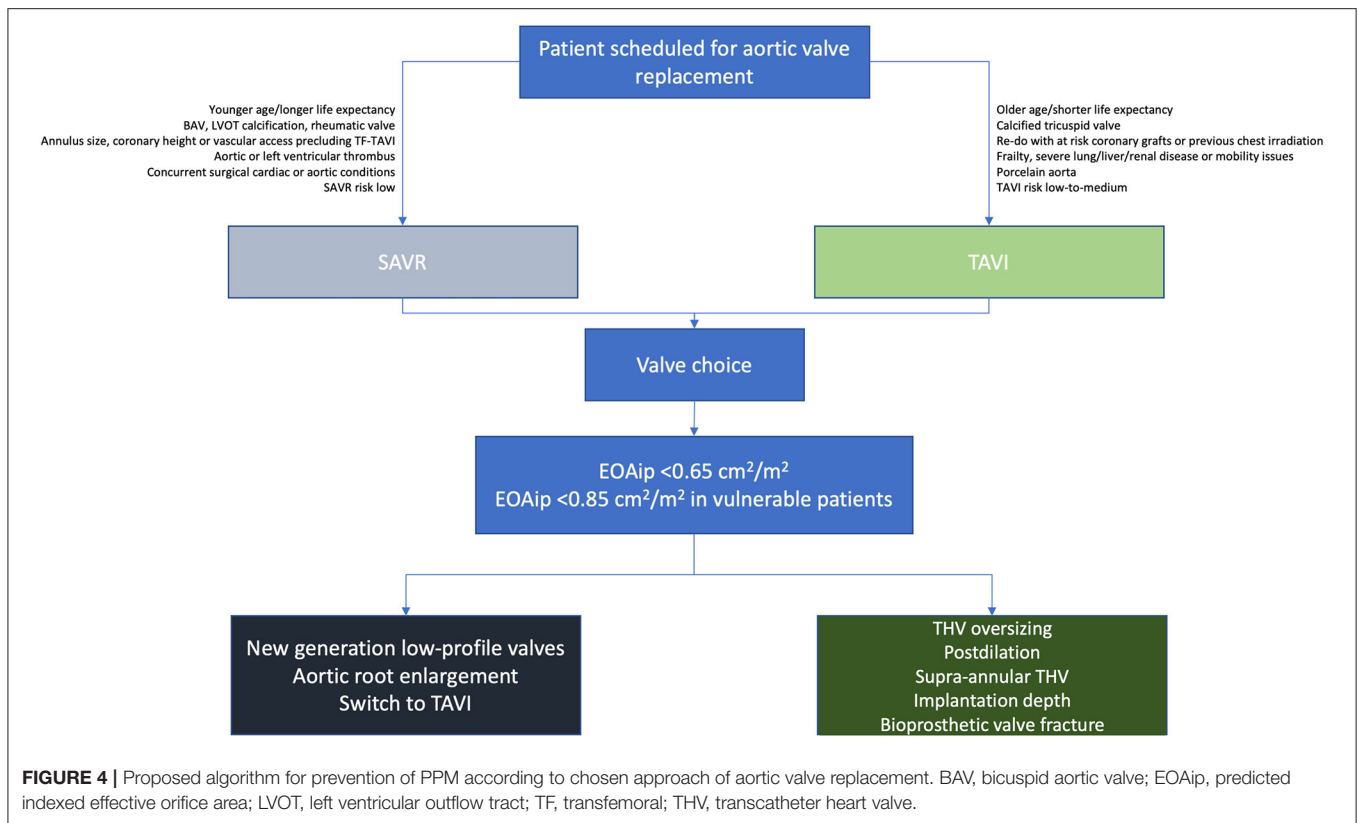 Patient scheduled for aortic valve
replacement
Younger age/longer life expectancy
BAV, LVOT calcification, rheumatic valve
Annulus size, coronary height or vascular access precluding TF-TAVI
Aortic or left ventricular thrombus
Concurrent surgical cardiac or aortic conditions
SAVR risk low
Older age/shorter life expectancy
Calcified tricuspid valve
Re-do with at risk coronary grafts or previous chest irradiation
Frailty, severe lung/liver/renal disease or mobility issues
Porcelain aorta
TAVI risk low-to-medium
SAVR
TAVI
Valve choice
EOAip <0.65 cm²/m²
EOAip <0.85 cm²/m² in vulnerable patients
New generation low-profile valves
Aortic root enlargement
Switch to TAVI
THV oversizing
Postdilation
Supra-annular THV
Implantation depth
Bioprosthetic valve fracture
FIGURE 4 | Proposed algorithm for prevention of PPM according to chosen approach of aortic valve replacement. BAV, bicuspid aortic valve; EOAip, predicted
indexed effective orifice area; LVOT, left ventricular outflow tract; TF, transfemoral; THV, transcatheter heart valve.